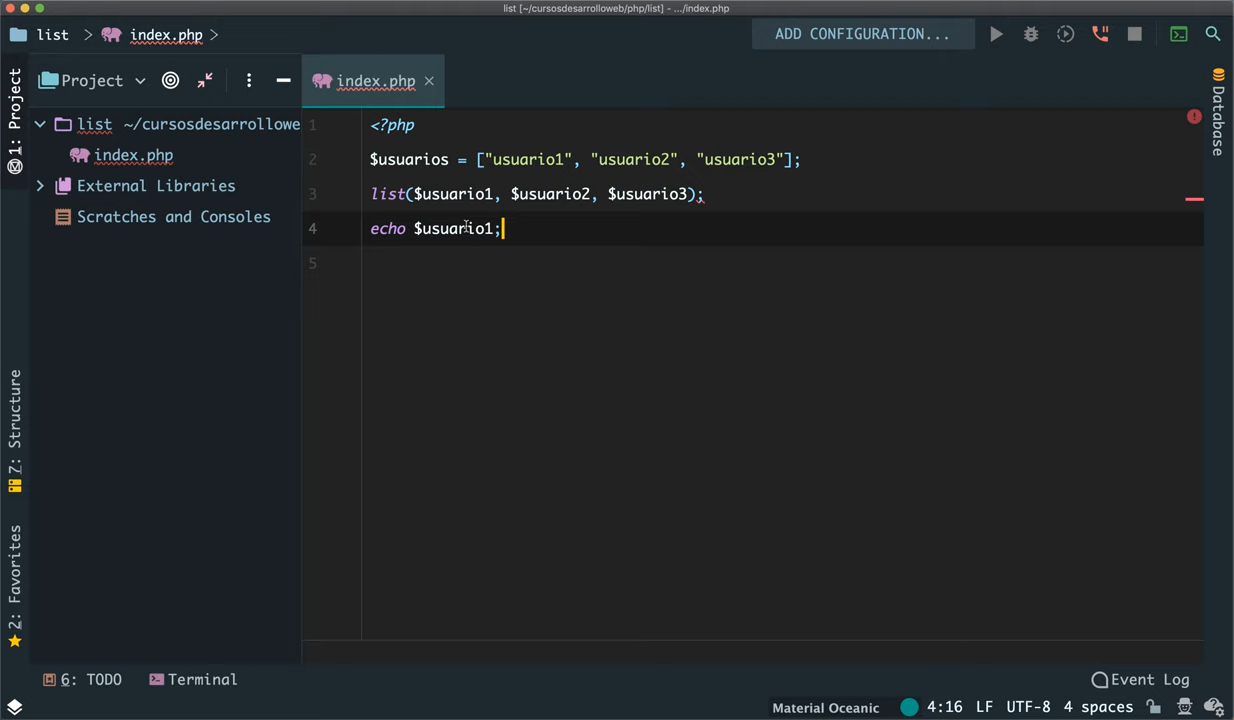 list [~/cursosdesarrolloweb/php/list] - .../index.php
list > index.php >
ADD CONFIGURATION...
1: Project
Project
index.php
list ~/cursosdesarrollowe
index.php
External Libraries
Scratches and Consoles
1 <?php
2 $usuarios = ["usuario1", "usuario2", "usuario3"];
3 list($usuario1, $usuario2, $usuario3);
4 echo $usuario1;
5
Database
7: Structure
2: Favorites
6: TODO
Terminal
Event Log
Material Oceanic
4:16 LF UTF-8 4 spaces